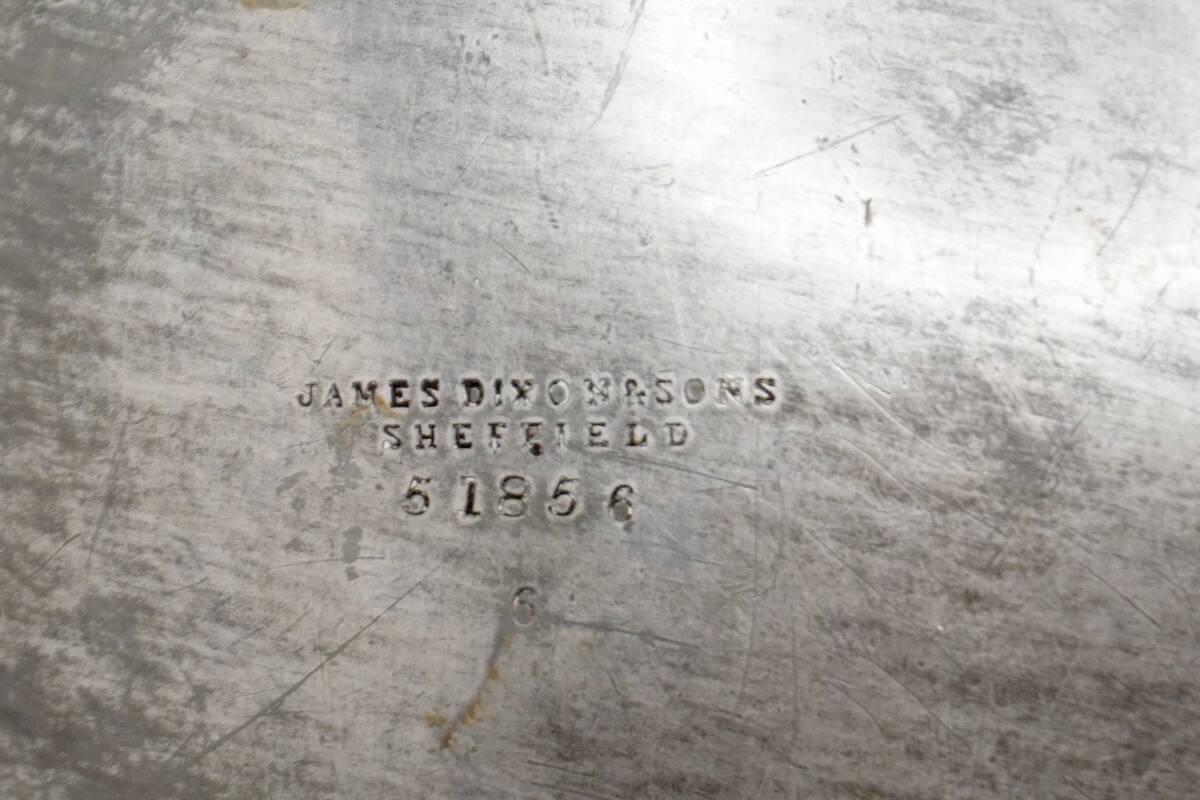 JAMES DIXON & SONS
SHEFFIELD
51856
6